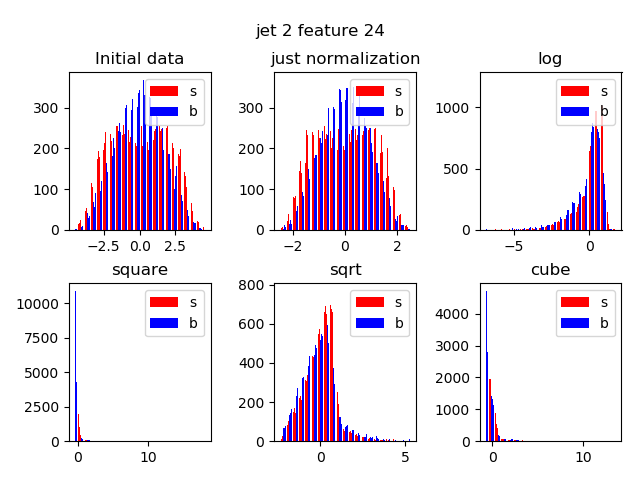 jet 2 feature 24
Initial data
just normalization
log
s
b
s
b
s
b
300
200
100
0
−2.5
0.0
2.5
300
200
100
0
−2
0
2
1000
500
0
−5
0
square
sqrt
cube
s
b
s
b
s
b
10000
7500
5000
2500
0
0
10
800
600
400
200
0
0
5
4000
3000
2000
1000
0
0
10